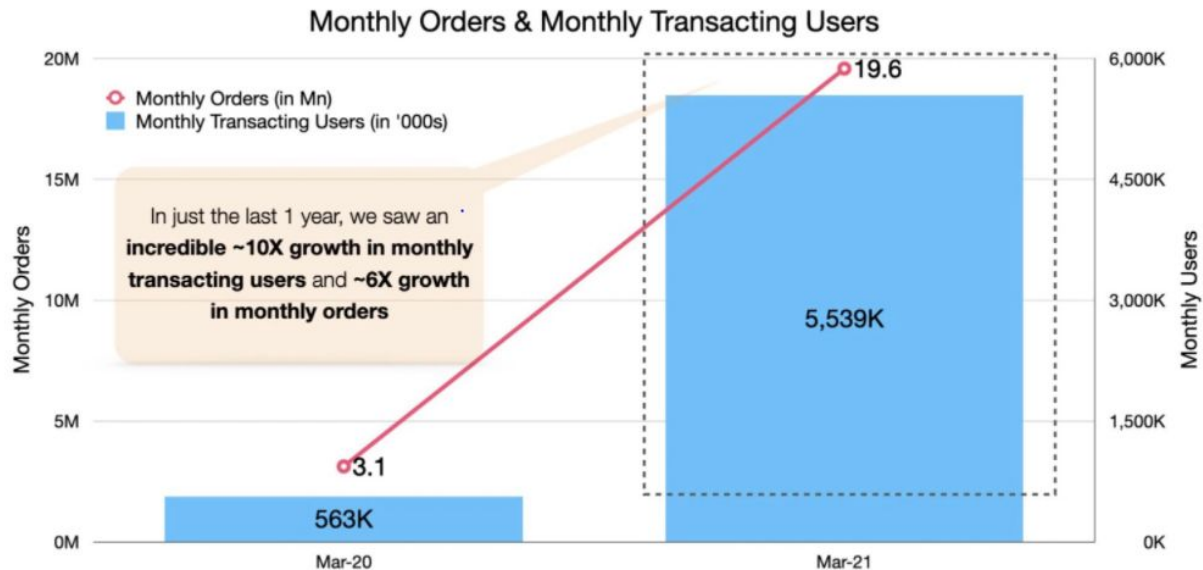 Monthly Orders & Monthly Transacting Users
20M
15M
10M
5M
0M
Monthly Orders
Monthly Orders (in Mn)
Monthly Transacting Users (in '000s)
In just the last 1 year, we saw an
incredible ~10X growth in monthly
transacting users and ~6X growth
in monthly orders
3.1
563K
19.6
5,539K
Mar-20
Mar-21
6,000K
4,500K
3,000K
1,500K
0K
Monthly Users